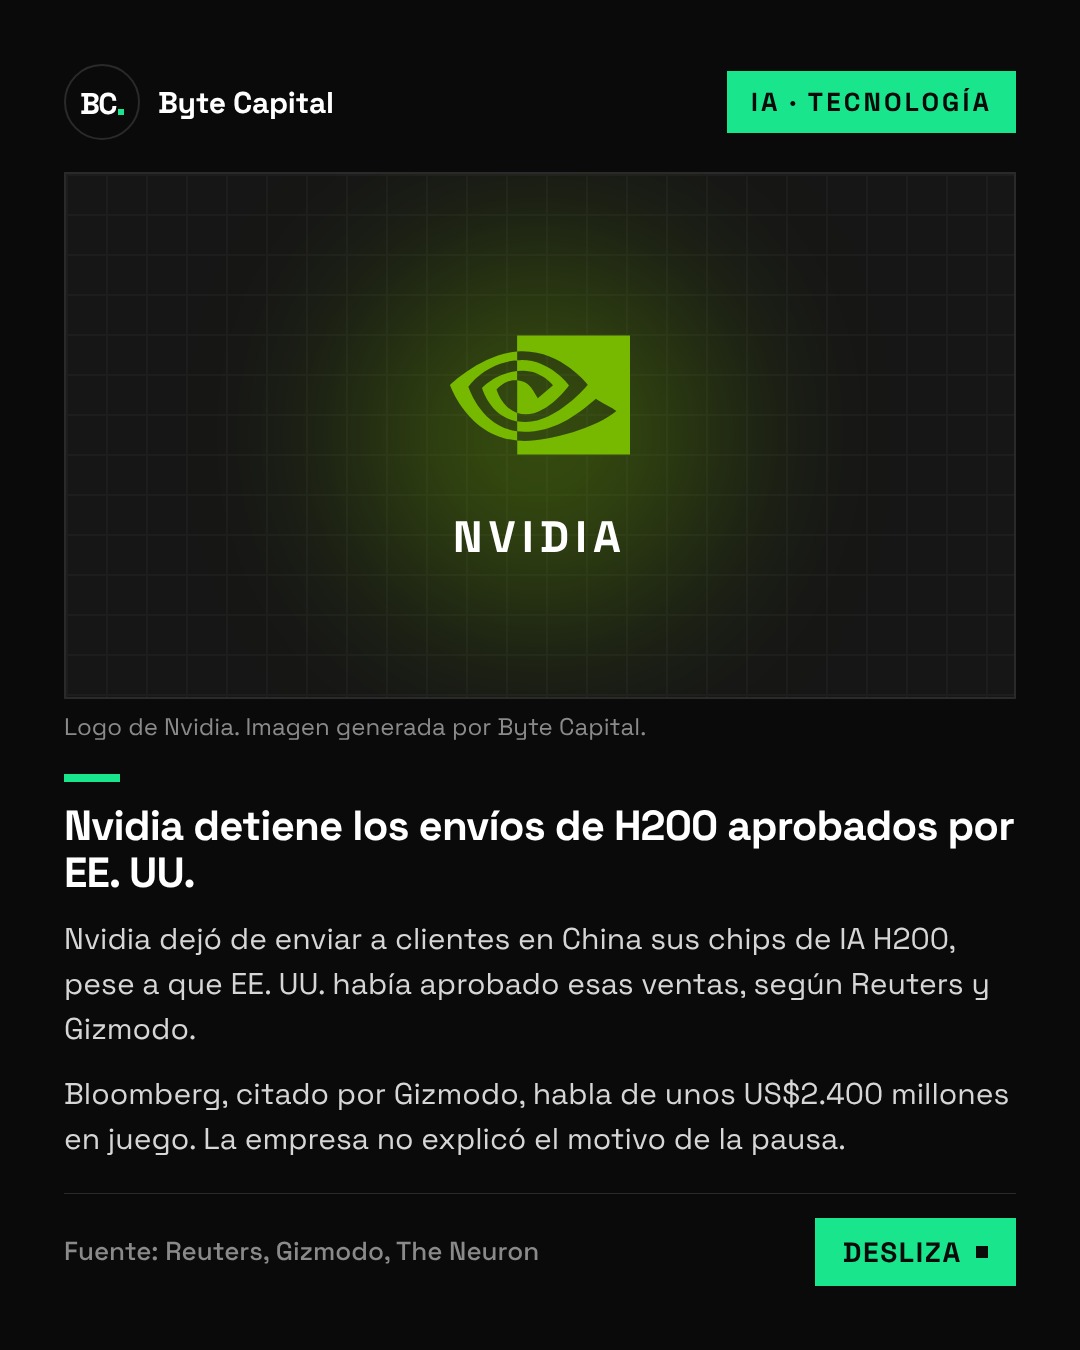 BC.
Byte Capital
IA · TECNOLOGÍA
NVIDIA
Logo de Nvidia. Imagen generada por Byte Capital.
Nvidia detiene los envíos de H200 aprobados por
EE. UU.
Nvidia dejó de enviar a clientes en China sus chips de IA H200,
pese a que EE. UU. había aprobado esas ventas, según Reuters y
Gizmodo.
Bloomberg, citado por Gizmodo, habla de unos US$2.400 millones
en juego. La empresa no explicó el motivo de la pausa.
Fuente: Reuters, Gizmodo, The Neuron
DESLIZA